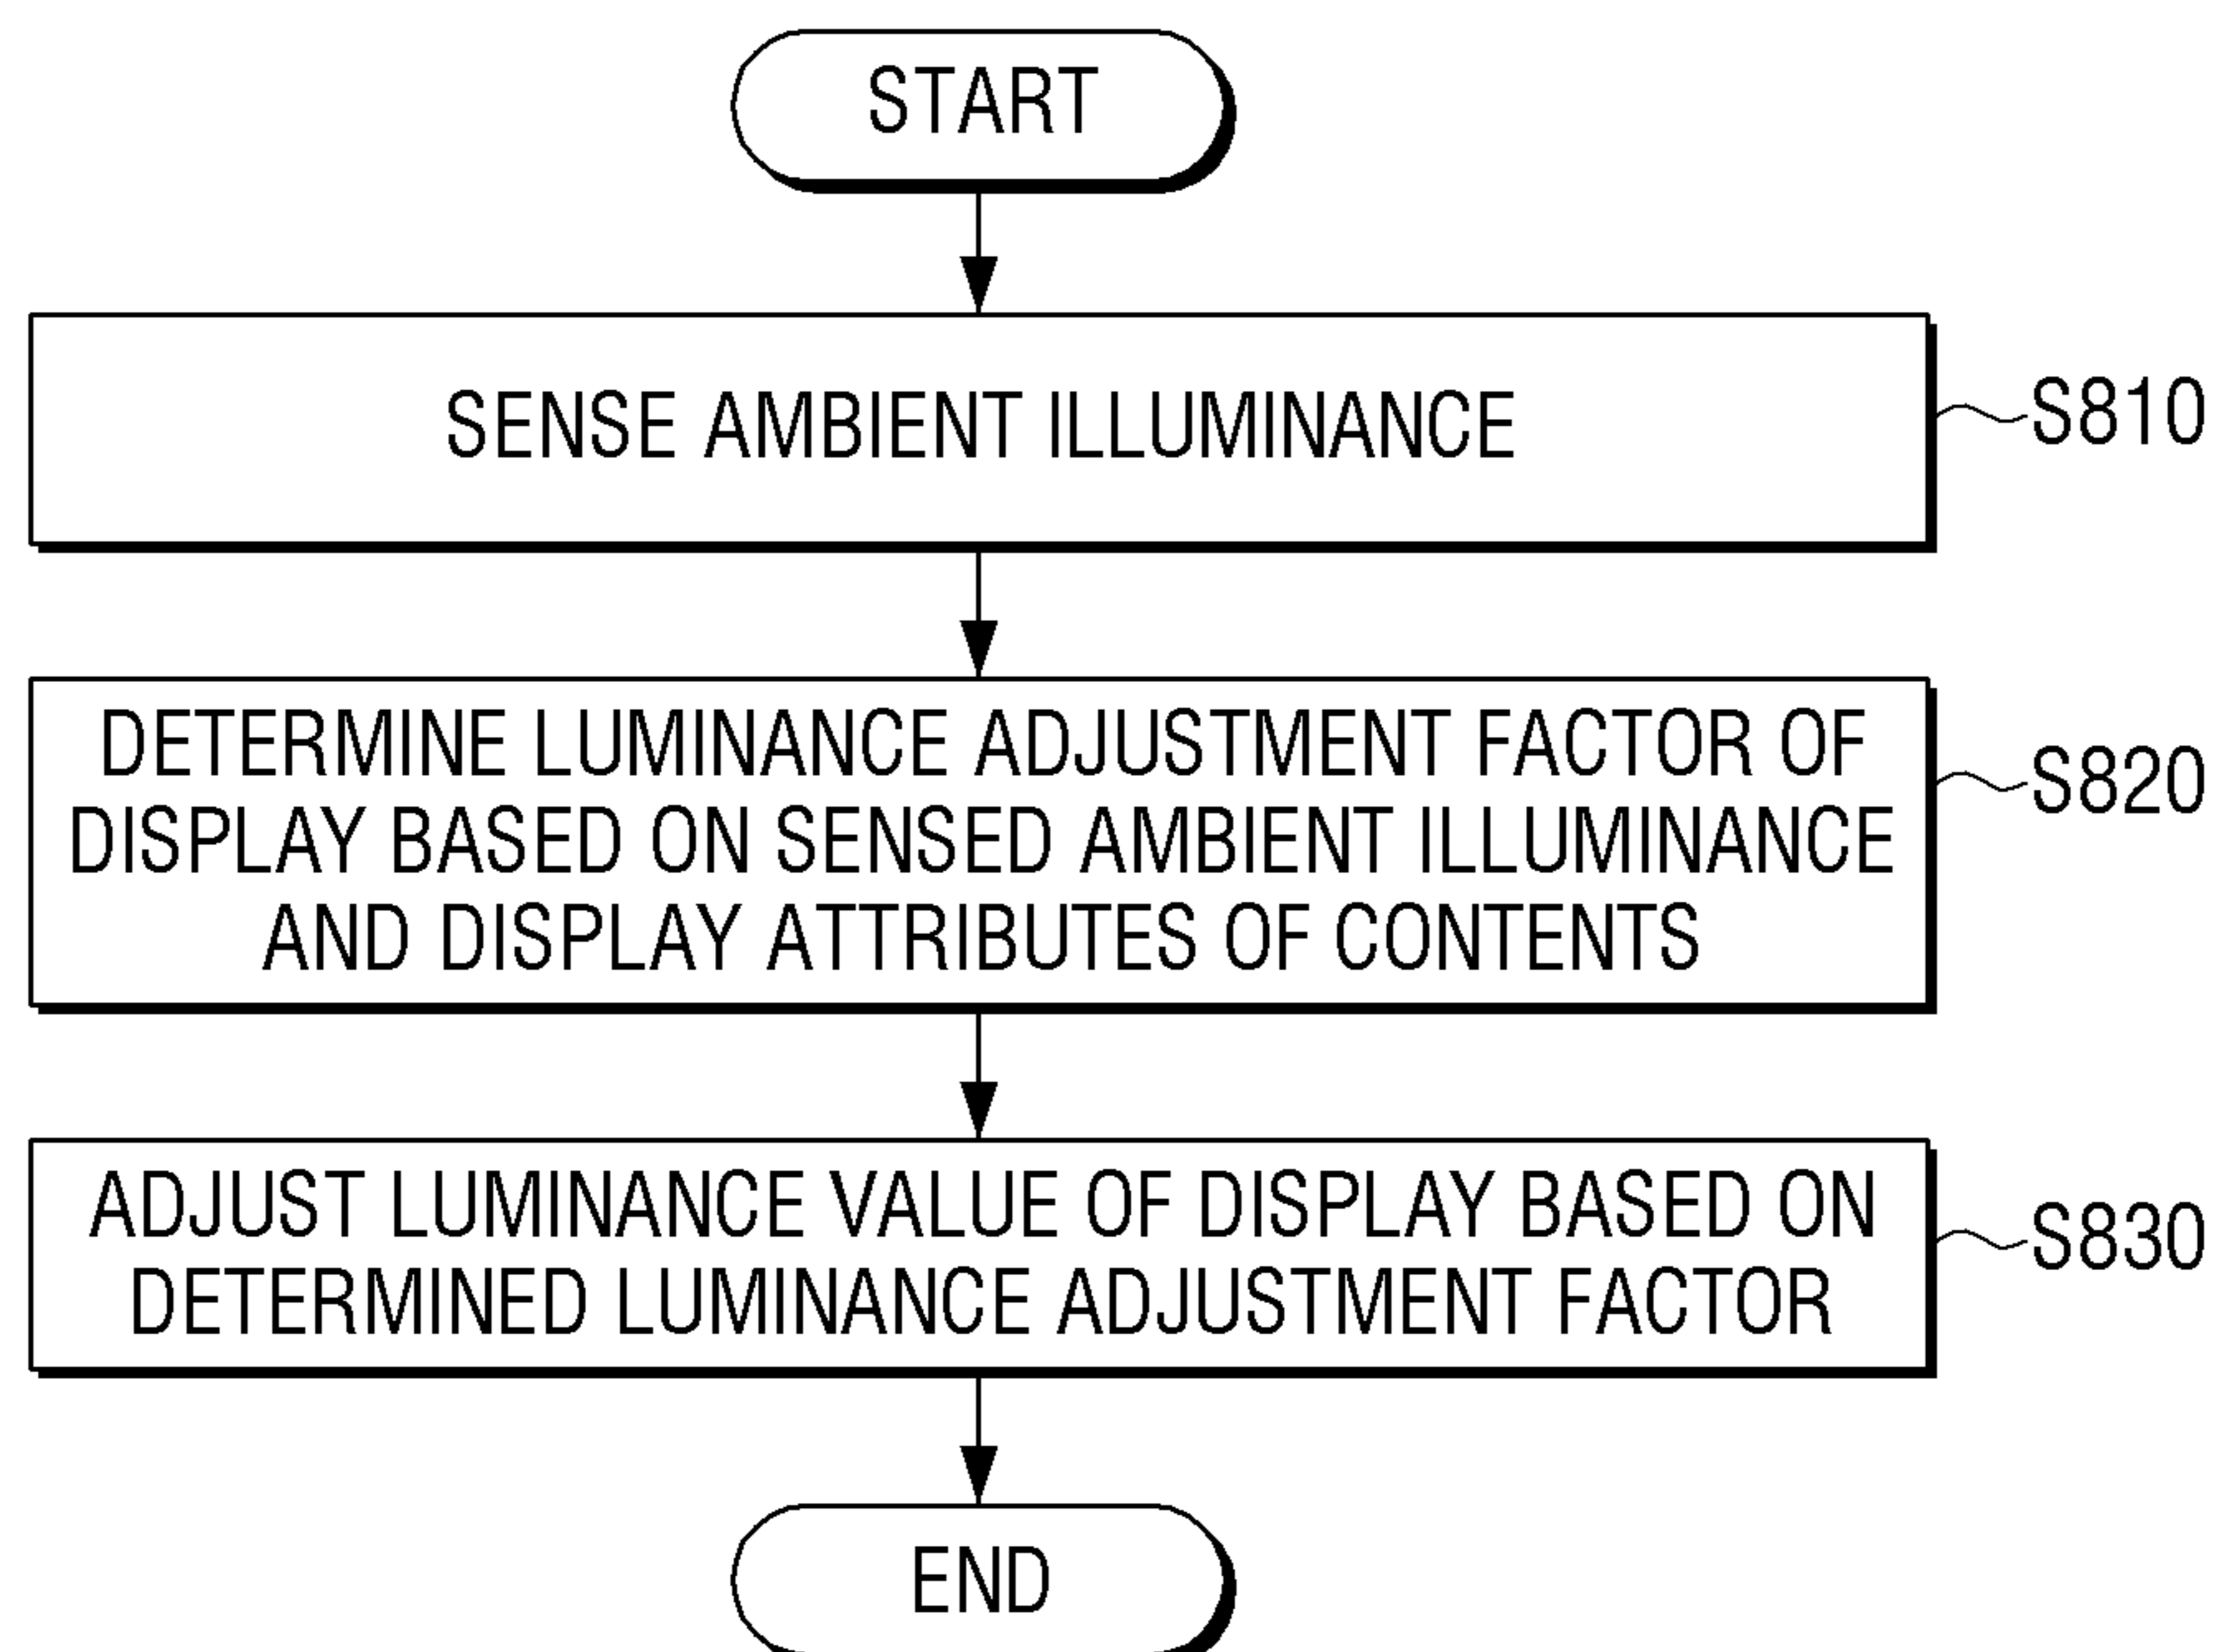 START
SENSE AMBIENT ILLUMINANCE
S810
DETERMINE LUMINANCE ADJUSTMENT FACTOR OF
DISPLAY BASED ON SENSED AMBIENT ILLUMINANCE
AND DISPLAY ATTRIBUTES OF CONTENTS
S820
ADJUST LUMINANCE VALUE OF DISPLAY BASED ON
DETERMINED LUMINANCE ADJUSTMENT FACTOR
S830
END